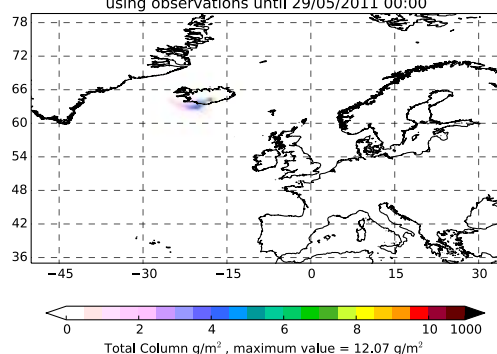 using observations until 29/05/2011 00:00
78
72
66
60
54
48
42
36
−45 −30 −15 0 15 30
0 2 4 6 8 10 1000
Total Column g/m² , maximum value = 12.07 g/m²